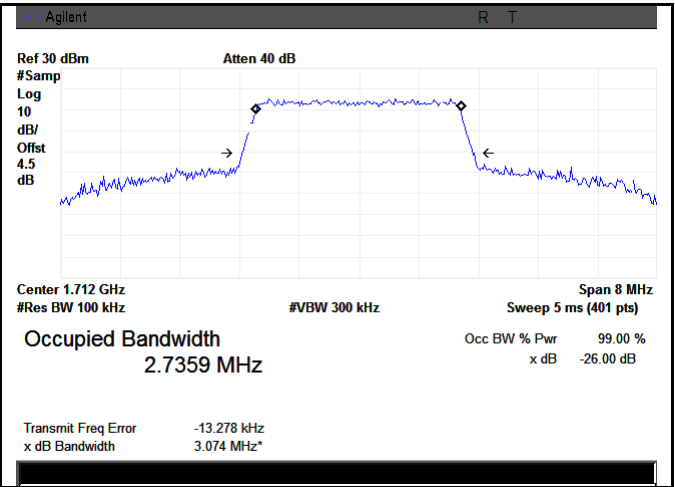 Agilent R T
Ref 30 dBm Atten 40 dB
#Samp
Log
10
dB/
Offst
4.5
dB
Center 1.712 GHz Span 8 MHz
#Res BW 100 kHz #VBW 300 kHz Sweep 5 ms (401 pts)
Occupied Bandwidth Occ BW % Pwr 99.00 %
2.7359 MHz x dB -26.00 dB
Transmit Freq Error -13.278 kHz
x dB Bandwidth 3.074 MHz*